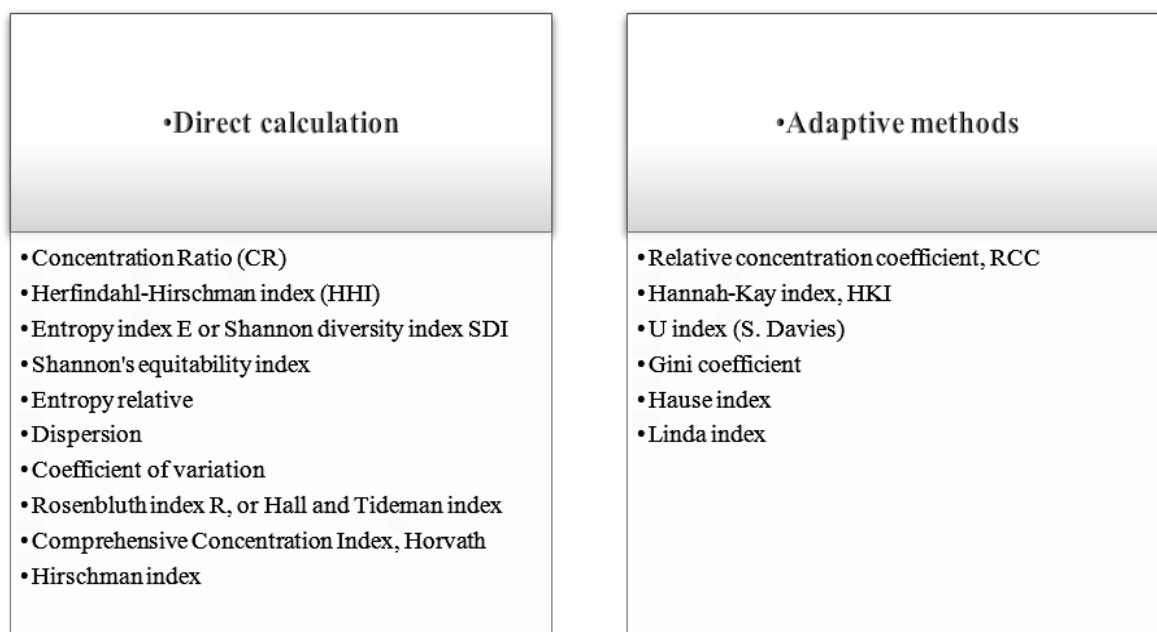 •Direct calculation
•Concentration Ratio (CR)
•Herfindahl-Hirschman index (HHI)
•Entropy index E or Shannon diversity index SDI
•Shannon's equitability index
•Entropy relative
•Dispersion
•Coefficient of variation
•Rosenbluth index R, or Hall and Tideman index
•Comprehensive Concentration Index, Horvath
•Hirschman index
•Adaptive methods
•Relative concentration coefficient, RCC
•Hannah-Kay index, HKI
•U index (S. Davies)
•Gini coefficient
•Hause index
•Linda index